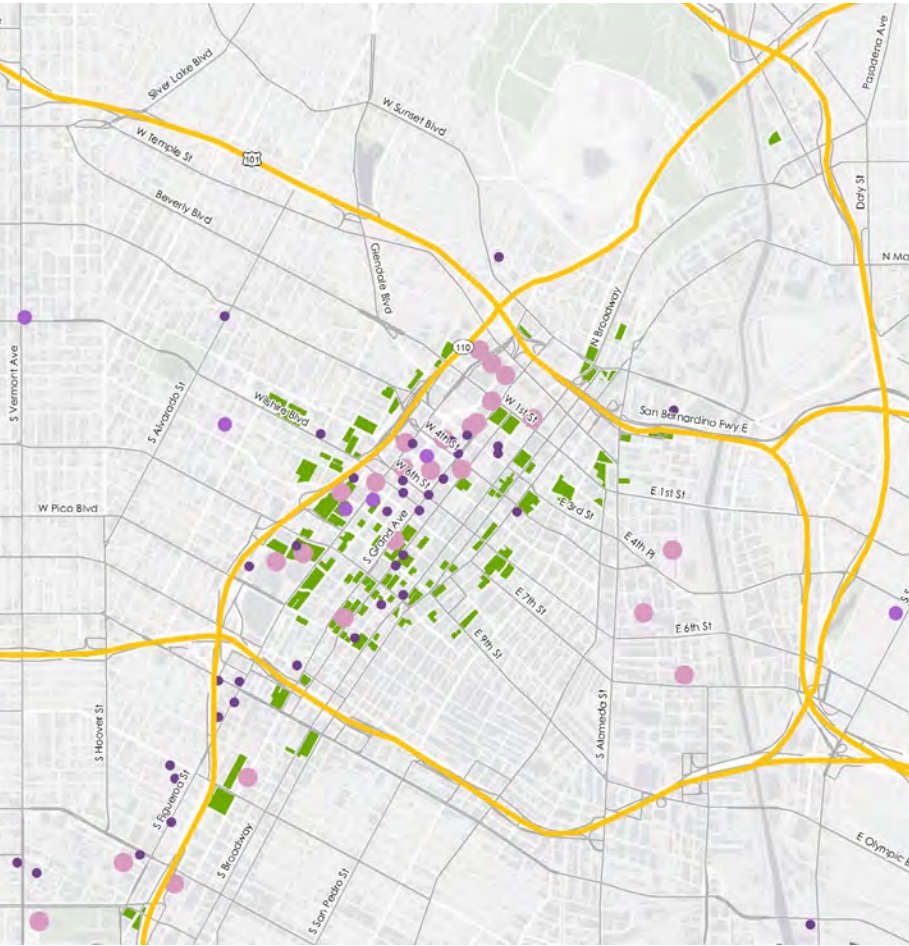 Silver Lake Blvd
Pasadena Ave
W Sunset Blvd
W Temple St
101
Beverly Blvd
Daly St
Glendale Blvd
N Ma
N Broadway
110
S Vermont Ave
S Alvarado St
Wilshire Blvd
W 1st St
San Bernardino Fwy E
W 4th St
W 6th St
E 1st St
W Pico Blvd
E 3rd St
S Grand Ave
E 4th Pl
E 7th St
E 6th St
E 9th St
S Hoover St
S Alameda St
S Figueroa St
S Broadway
E Olympic B
S San Pedro St